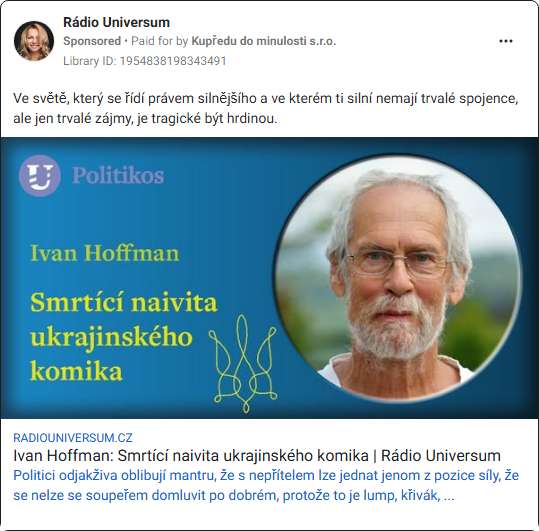 Rádio Universum
Sponsored • Paid for by Kupředu do minulosti s.r.o.
Library ID: 1954838198343491
Ve světě, který se řídí právem silnějšího a ve kterém ti silní nemají trvalé spojence,
ale jen trvalé zájmy, je tragické být hrdinou.
U Politikos
Ivan Hoffman
Smrtící naivita
ukrajinského
komika
RADIOUNIVERSUM.CZ
Ivan Hoffman: Smrtící naivita ukrajinského komika | Rádio Universum
Politici odjakživa oblibují mantru, že s nepřítelem lze jednat jenom z pozice síly, že
se nelze se soupeřem domluvit po dobrém, protože to je lump, křivák, ...